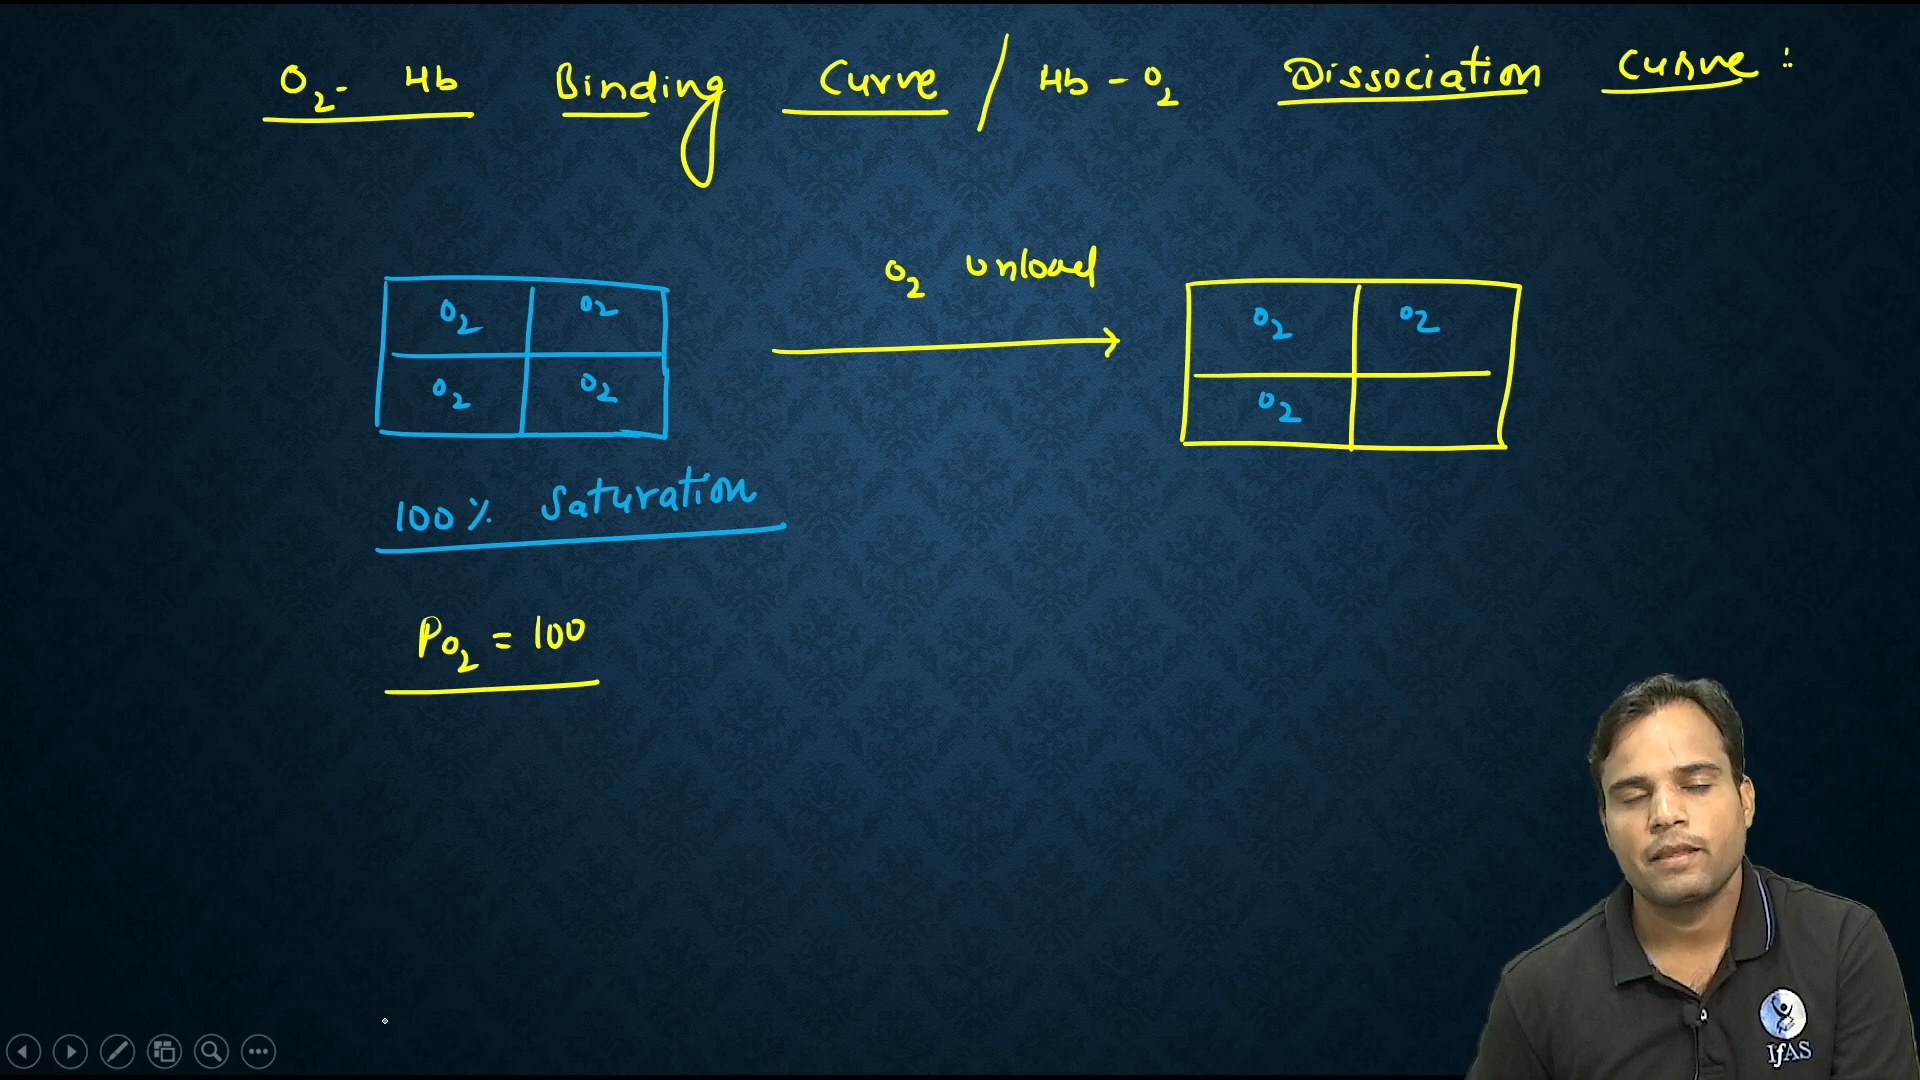 O₂- Hb Binding Curve / Hb - O₂ Dissociation Curve :
O₂ unload
O₂ O₂ O₂ O₂
O₂ O₂ O₂
100% Saturation
PO₂ = 100
IfAS